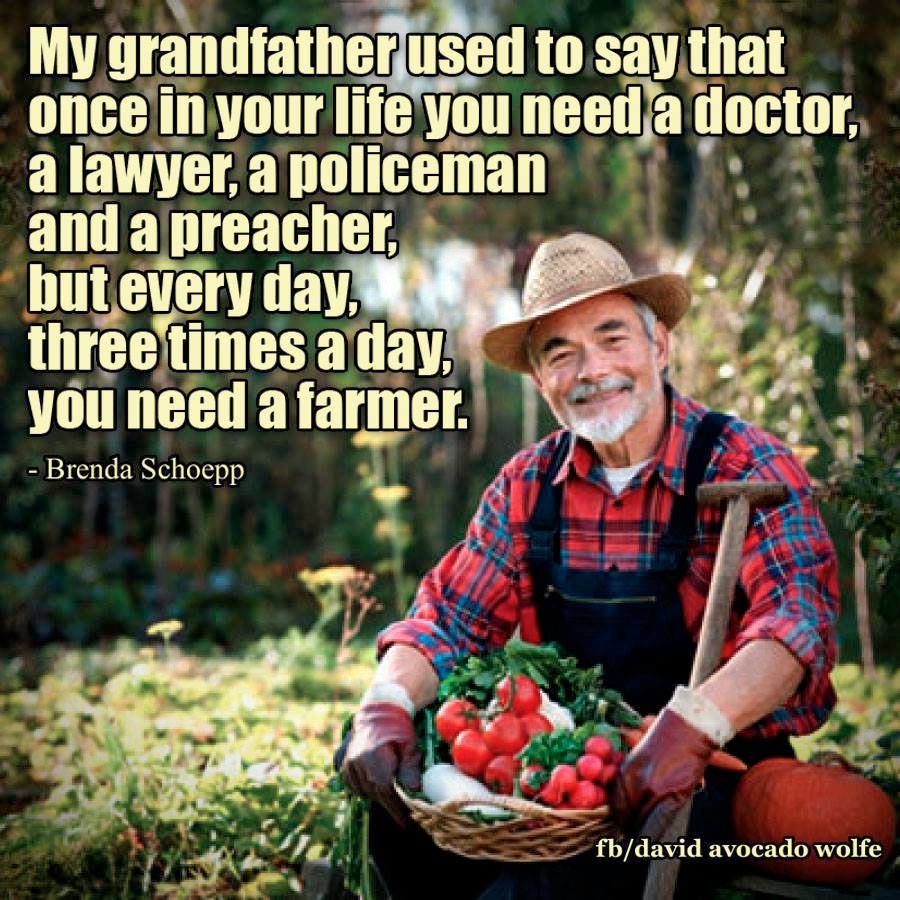 My grandfather used to say that
once in your life you need a doctor,
a lawyer, a policeman
and a preacher,
but every day,
three times a day,
you need a farmer.
- Brenda Schoepp
fb/david avocado wolfe